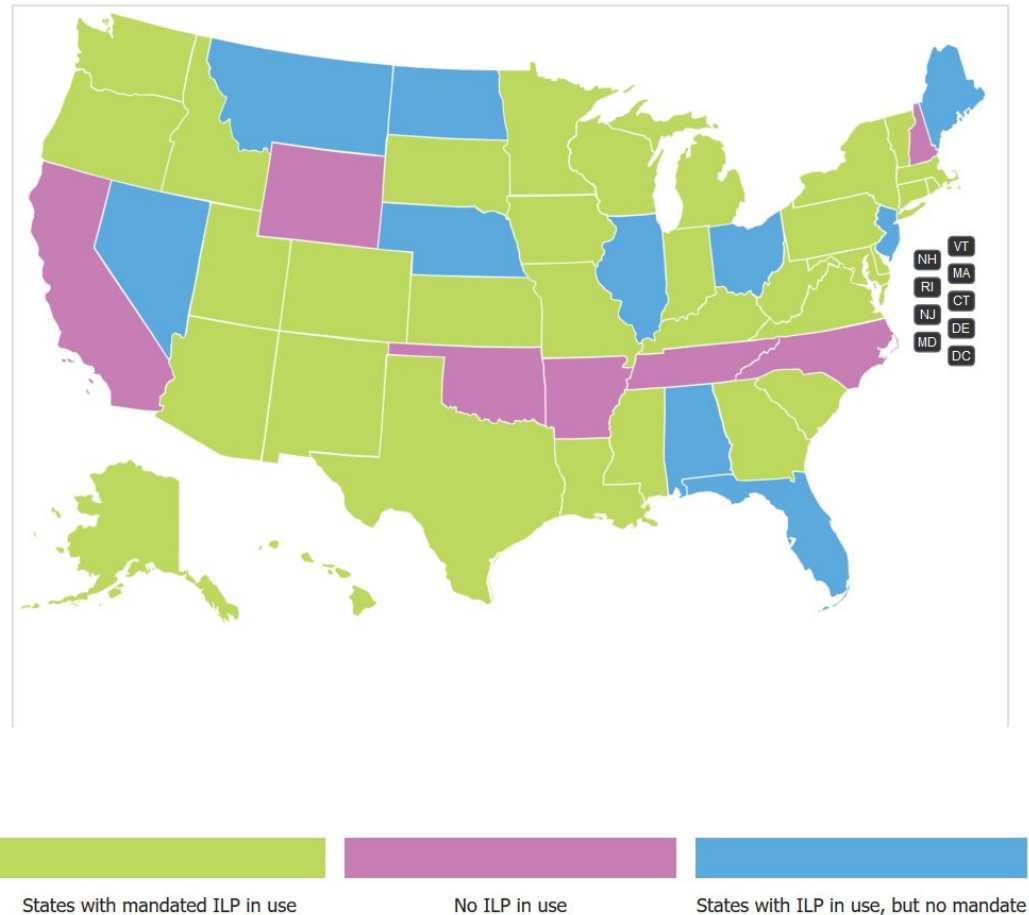 VT
NH
MA
RI
CT
NJ
DE
MD
DC
States with mandated ILP in use
No ILP in use
States with ILP in use, but no mandate